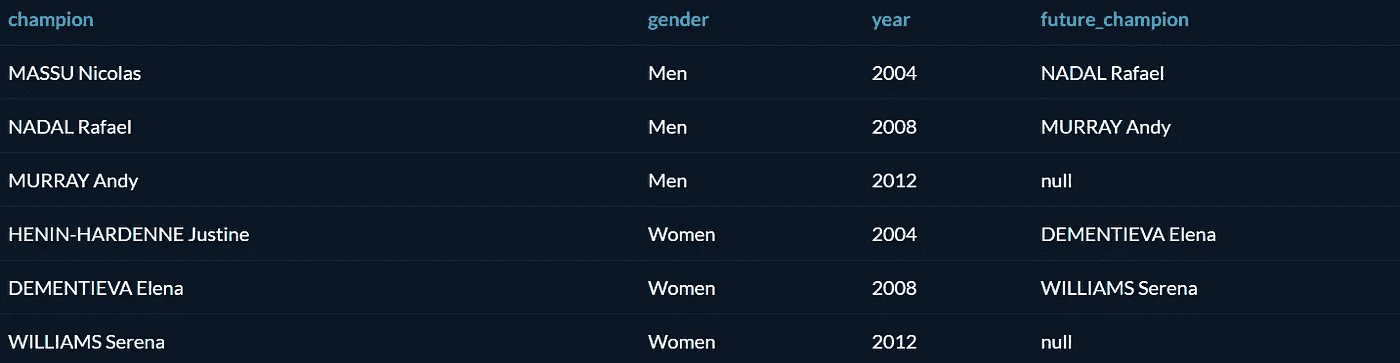 champion gender year future_champion
MASSU Nicolas Men 2004 NADAL Rafael
NADAL Rafael Men 2008 MURRAY Andy
MURRAY Andy Men 2012 null
HENIN-HARDENNE Justine Women 2004 DEMENTIEVA Elena
DEMENTIEVA Elena Women 2008 WILLIAMS Serena
WILLIAMS Serena Women 2012 null